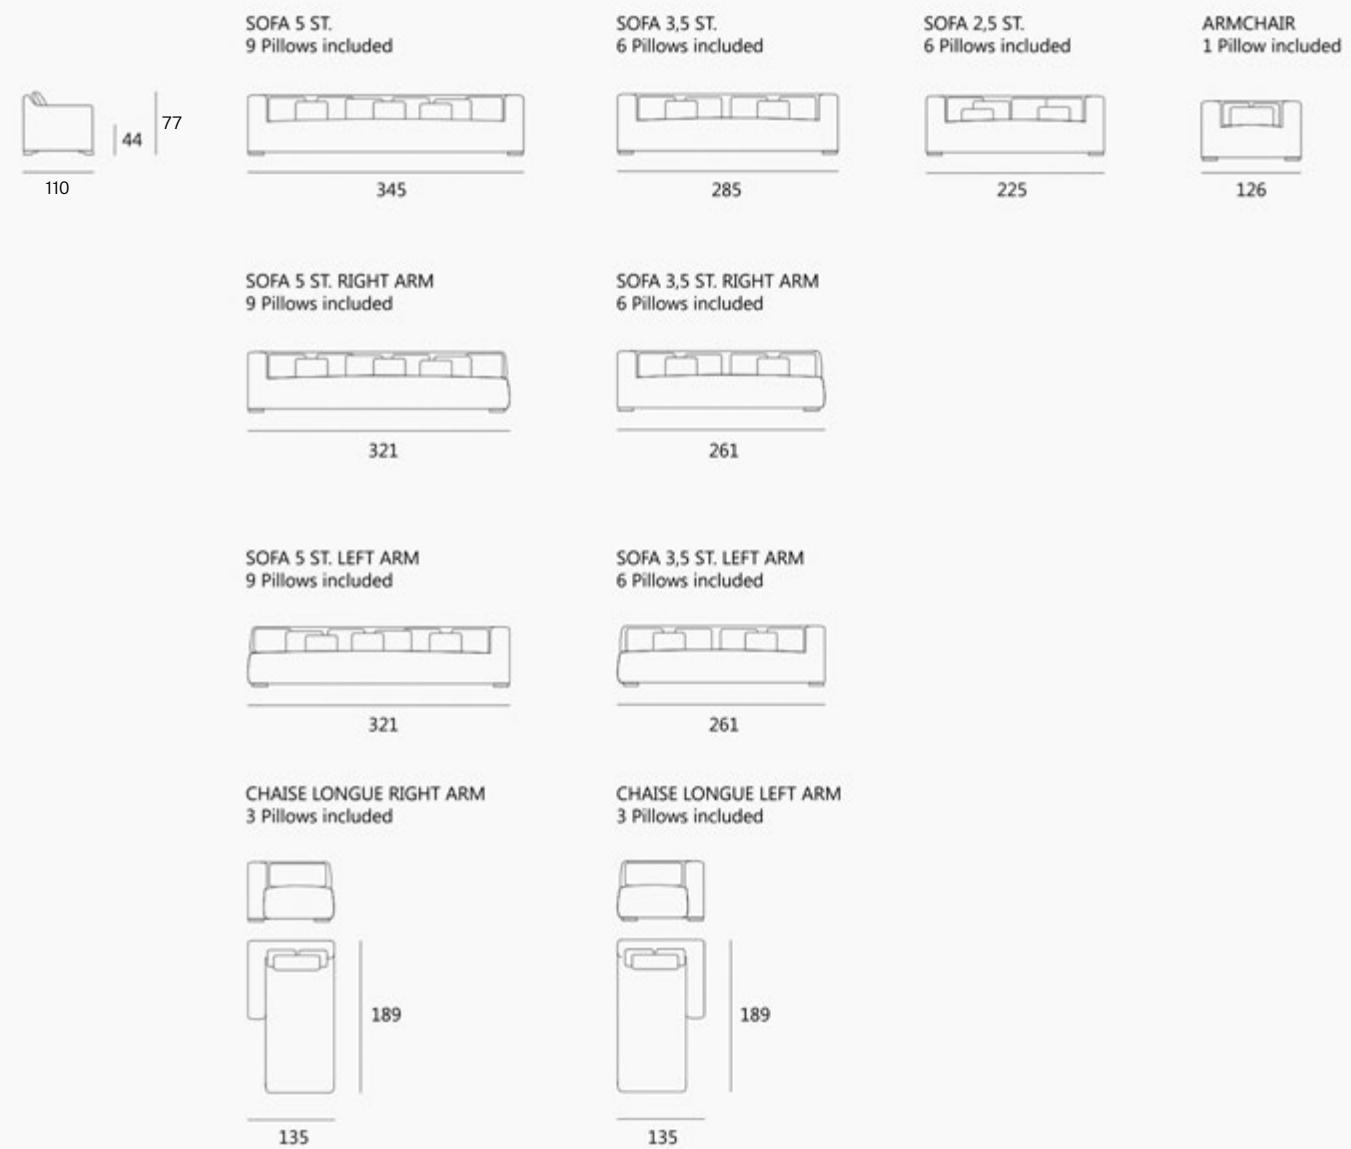 SOFA 5 ST.
9 Pillows included
SOFA 3,5 ST.
6 Pillows included
SOFA 2,5 ST.
6 Pillows included
ARMCHAIR
1 Pillow included
44
77
110
345
285
225
126
SOFA 5 ST. RIGHT ARM
9 Pillows included
SOFA 3,5 ST. RIGHT ARM
6 Pillows included
321
261
SOFA 5 ST. LEFT ARM
9 Pillows included
SOFA 3,5 ST. LEFT ARM
6 Pillows included
321
261
CHAISE LONGUE RIGHT ARM
3 Pillows included
CHAISE LONGUE LEFT ARM
3 Pillows included
189
189
135
135